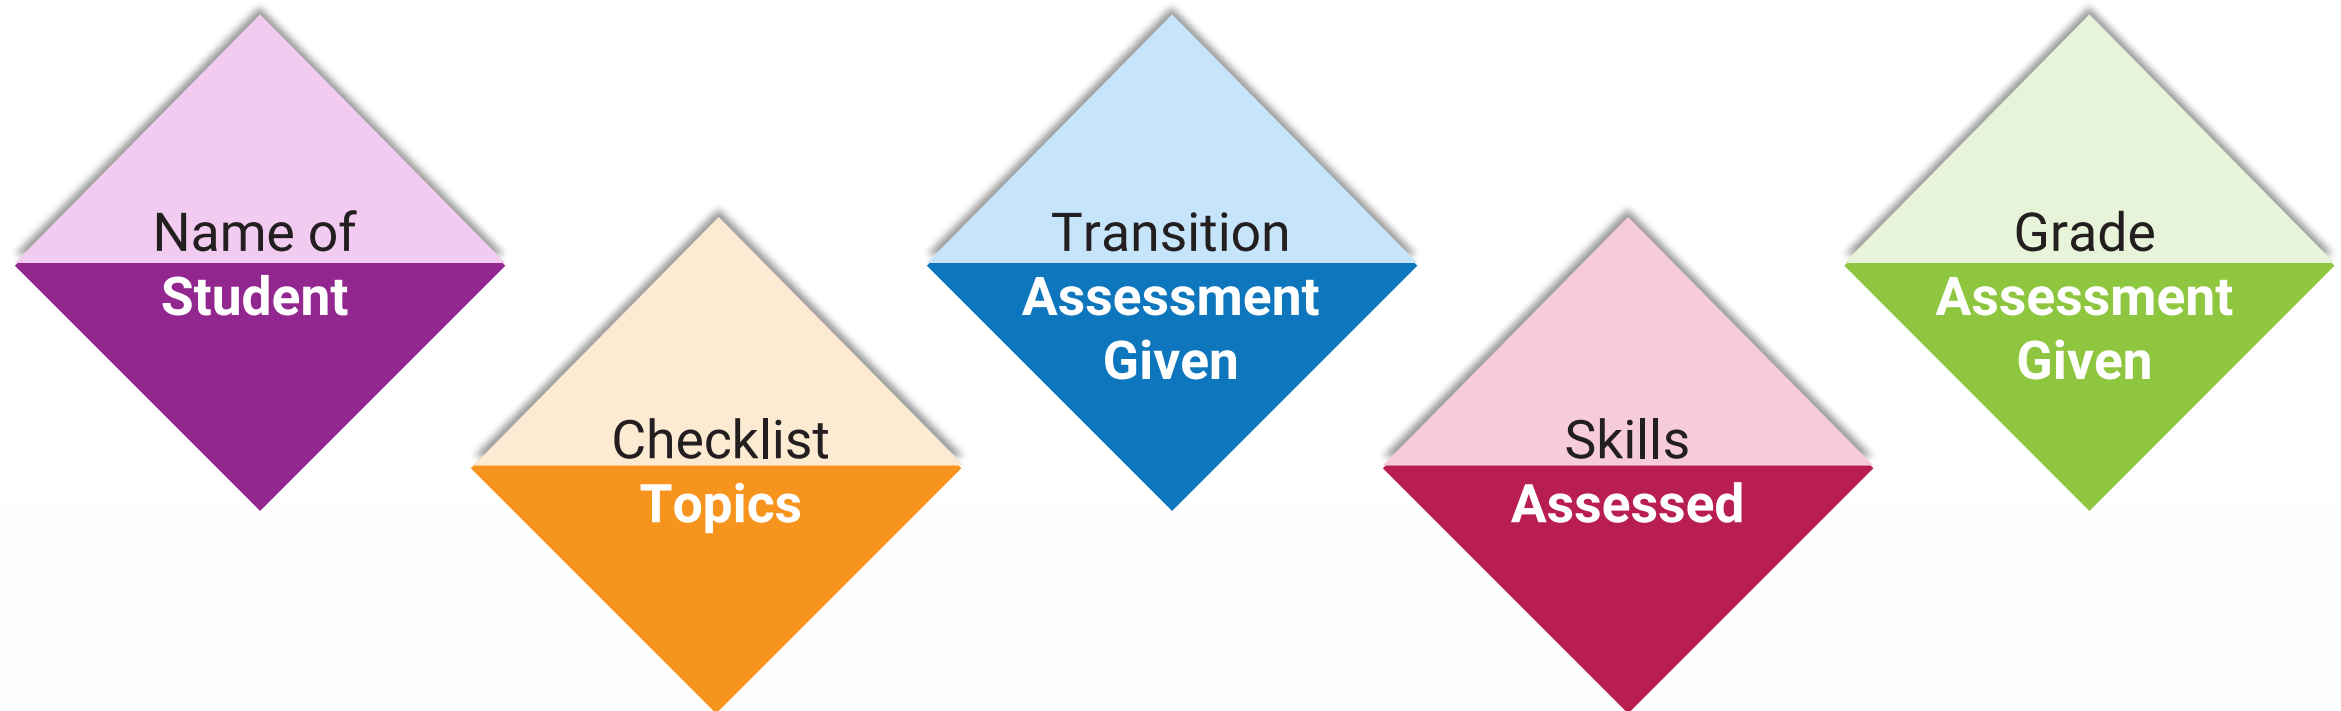 Name of
Student
Checklist
Topics
Transition
Assessment
Given
Skills
Assessed
Grade
Assessment
Given